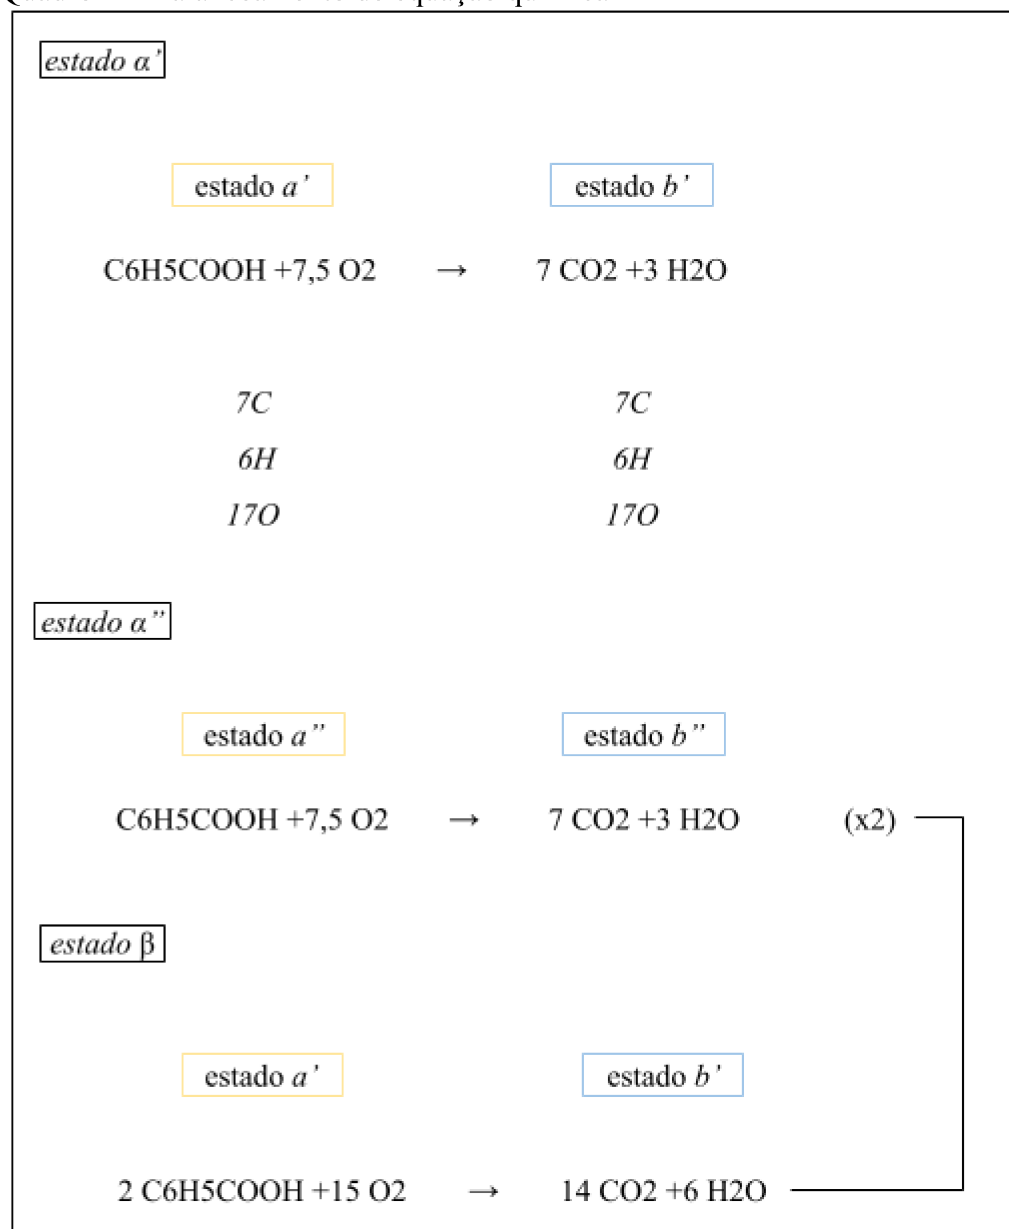 estado α’
estado a’ estado b’
C6H5COOH +7,5 O2 → 7 CO2 +3 H2O
7C 7C
6H 6H
17O 17O
estado α”
estado a” estado b”
C6H5COOH +7,5 O2 → 7 CO2 +3 H2O (x2)
estado β
estado a’ estado b’
2 C6H5COOH +15 O2 → 14 CO2 +6 H2O